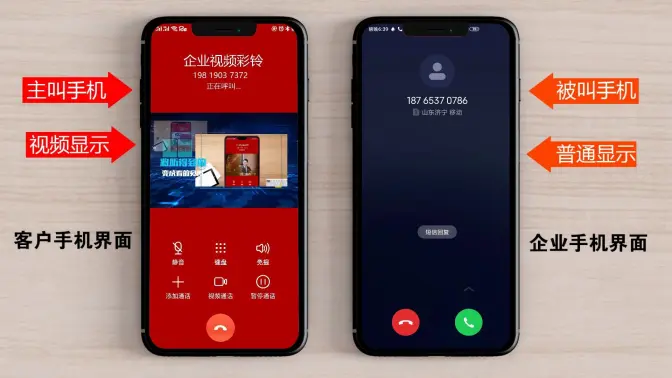 企业视频彩铃
198 1903 7372
正在呼叫...
主叫手机
视频显示
客户手机界面
静音
键盘
免提
添加通话
视频通话
暂停通话
6:39
187 6537 0786
山东济宁 移动
短信回复
被叫手机
普通显示
企业手机界面